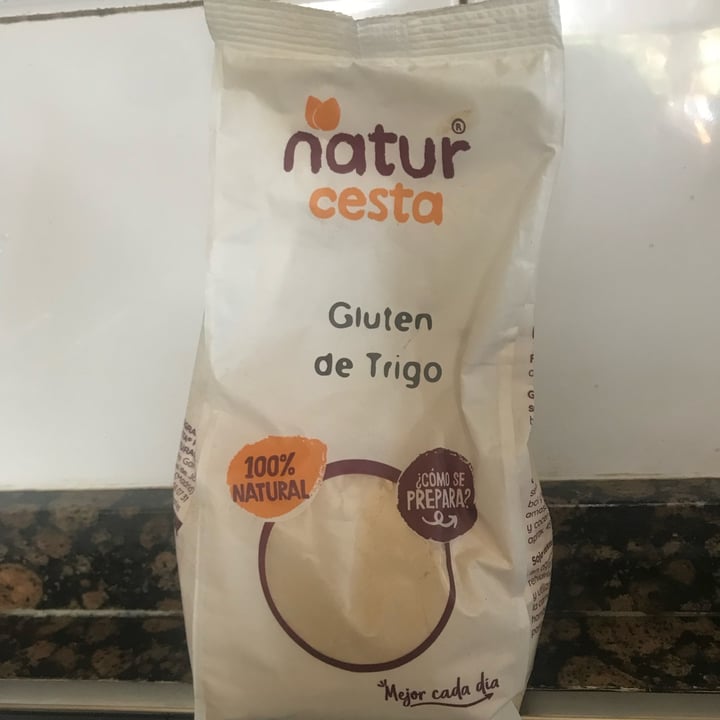 natur®
cesta
Gluten
de Trigo
100%
NATURAL
¿CÓMO SE
PREPARA?
Mejor cada día